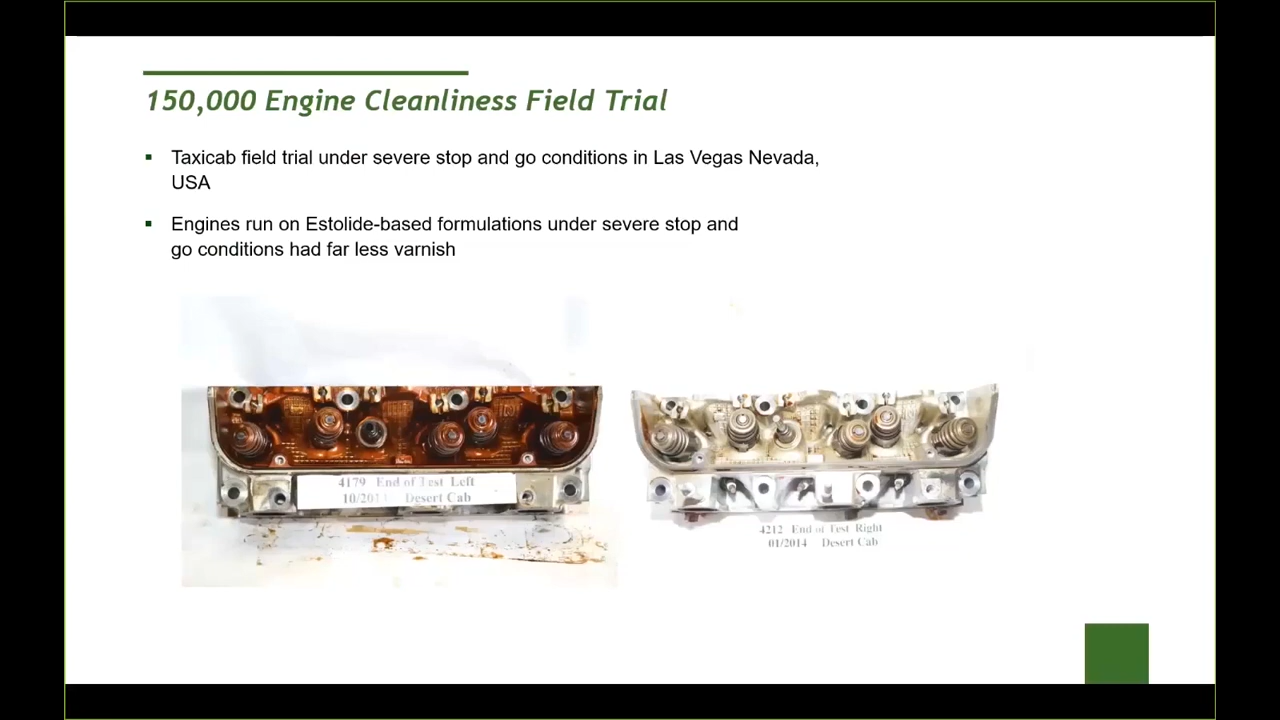 150,000 Engine Cleanliness Field Trial
▪ Taxicab field trial under severe stop and go conditions in Las Vegas Nevada,
USA
▪ Engines run on Estolide-based formulations under severe stop and
go conditions had far less varnish
4179 End of Test Left
Desert Cab
4212 End of Test Right
01/2014 Desert Cab